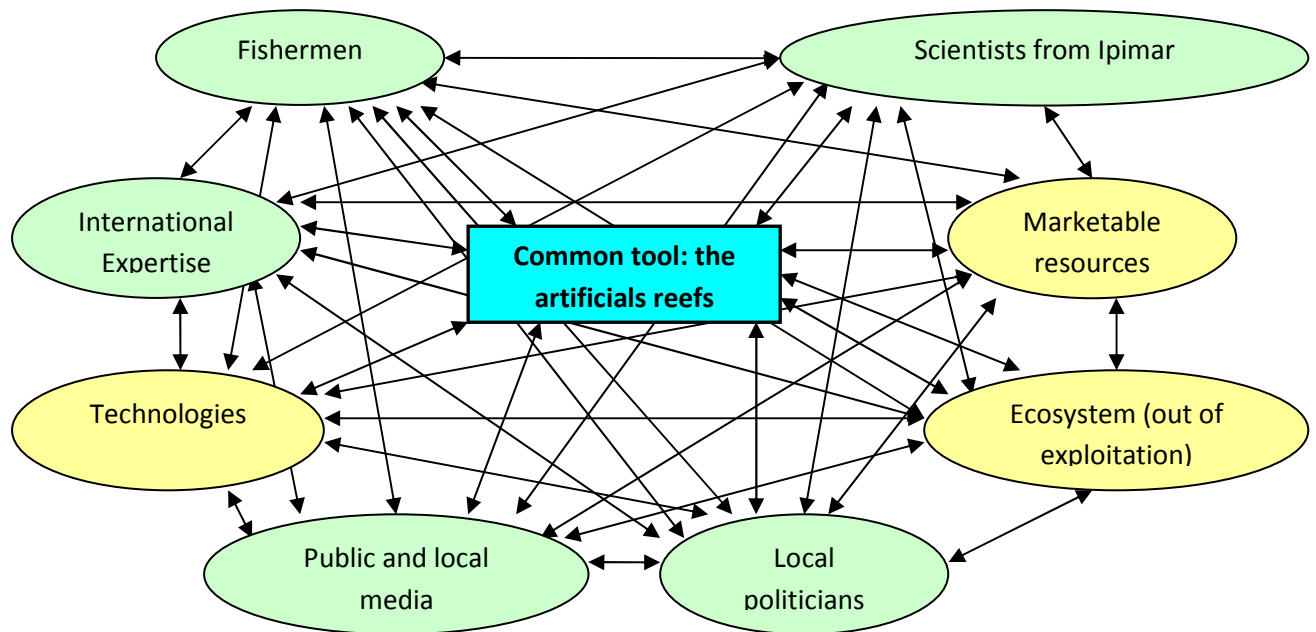 Fishermen
Scientists from Ipimar
International
Expertise
Common tool: the
artificials reefs
Marketable
resources
Technologies
Ecosystem (out of
exploitation)
Public and local
media
Local
politicians